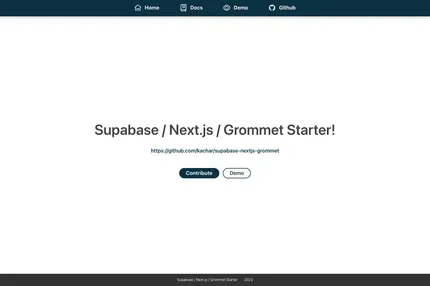 Home Docs Demo Github
Supabase / Next.js / Grommet Starter!
https://github.com/kachar/supabase-nextjs-grommet
Contribute Demo
Supabase / Next.js / Grommet Starter 2023